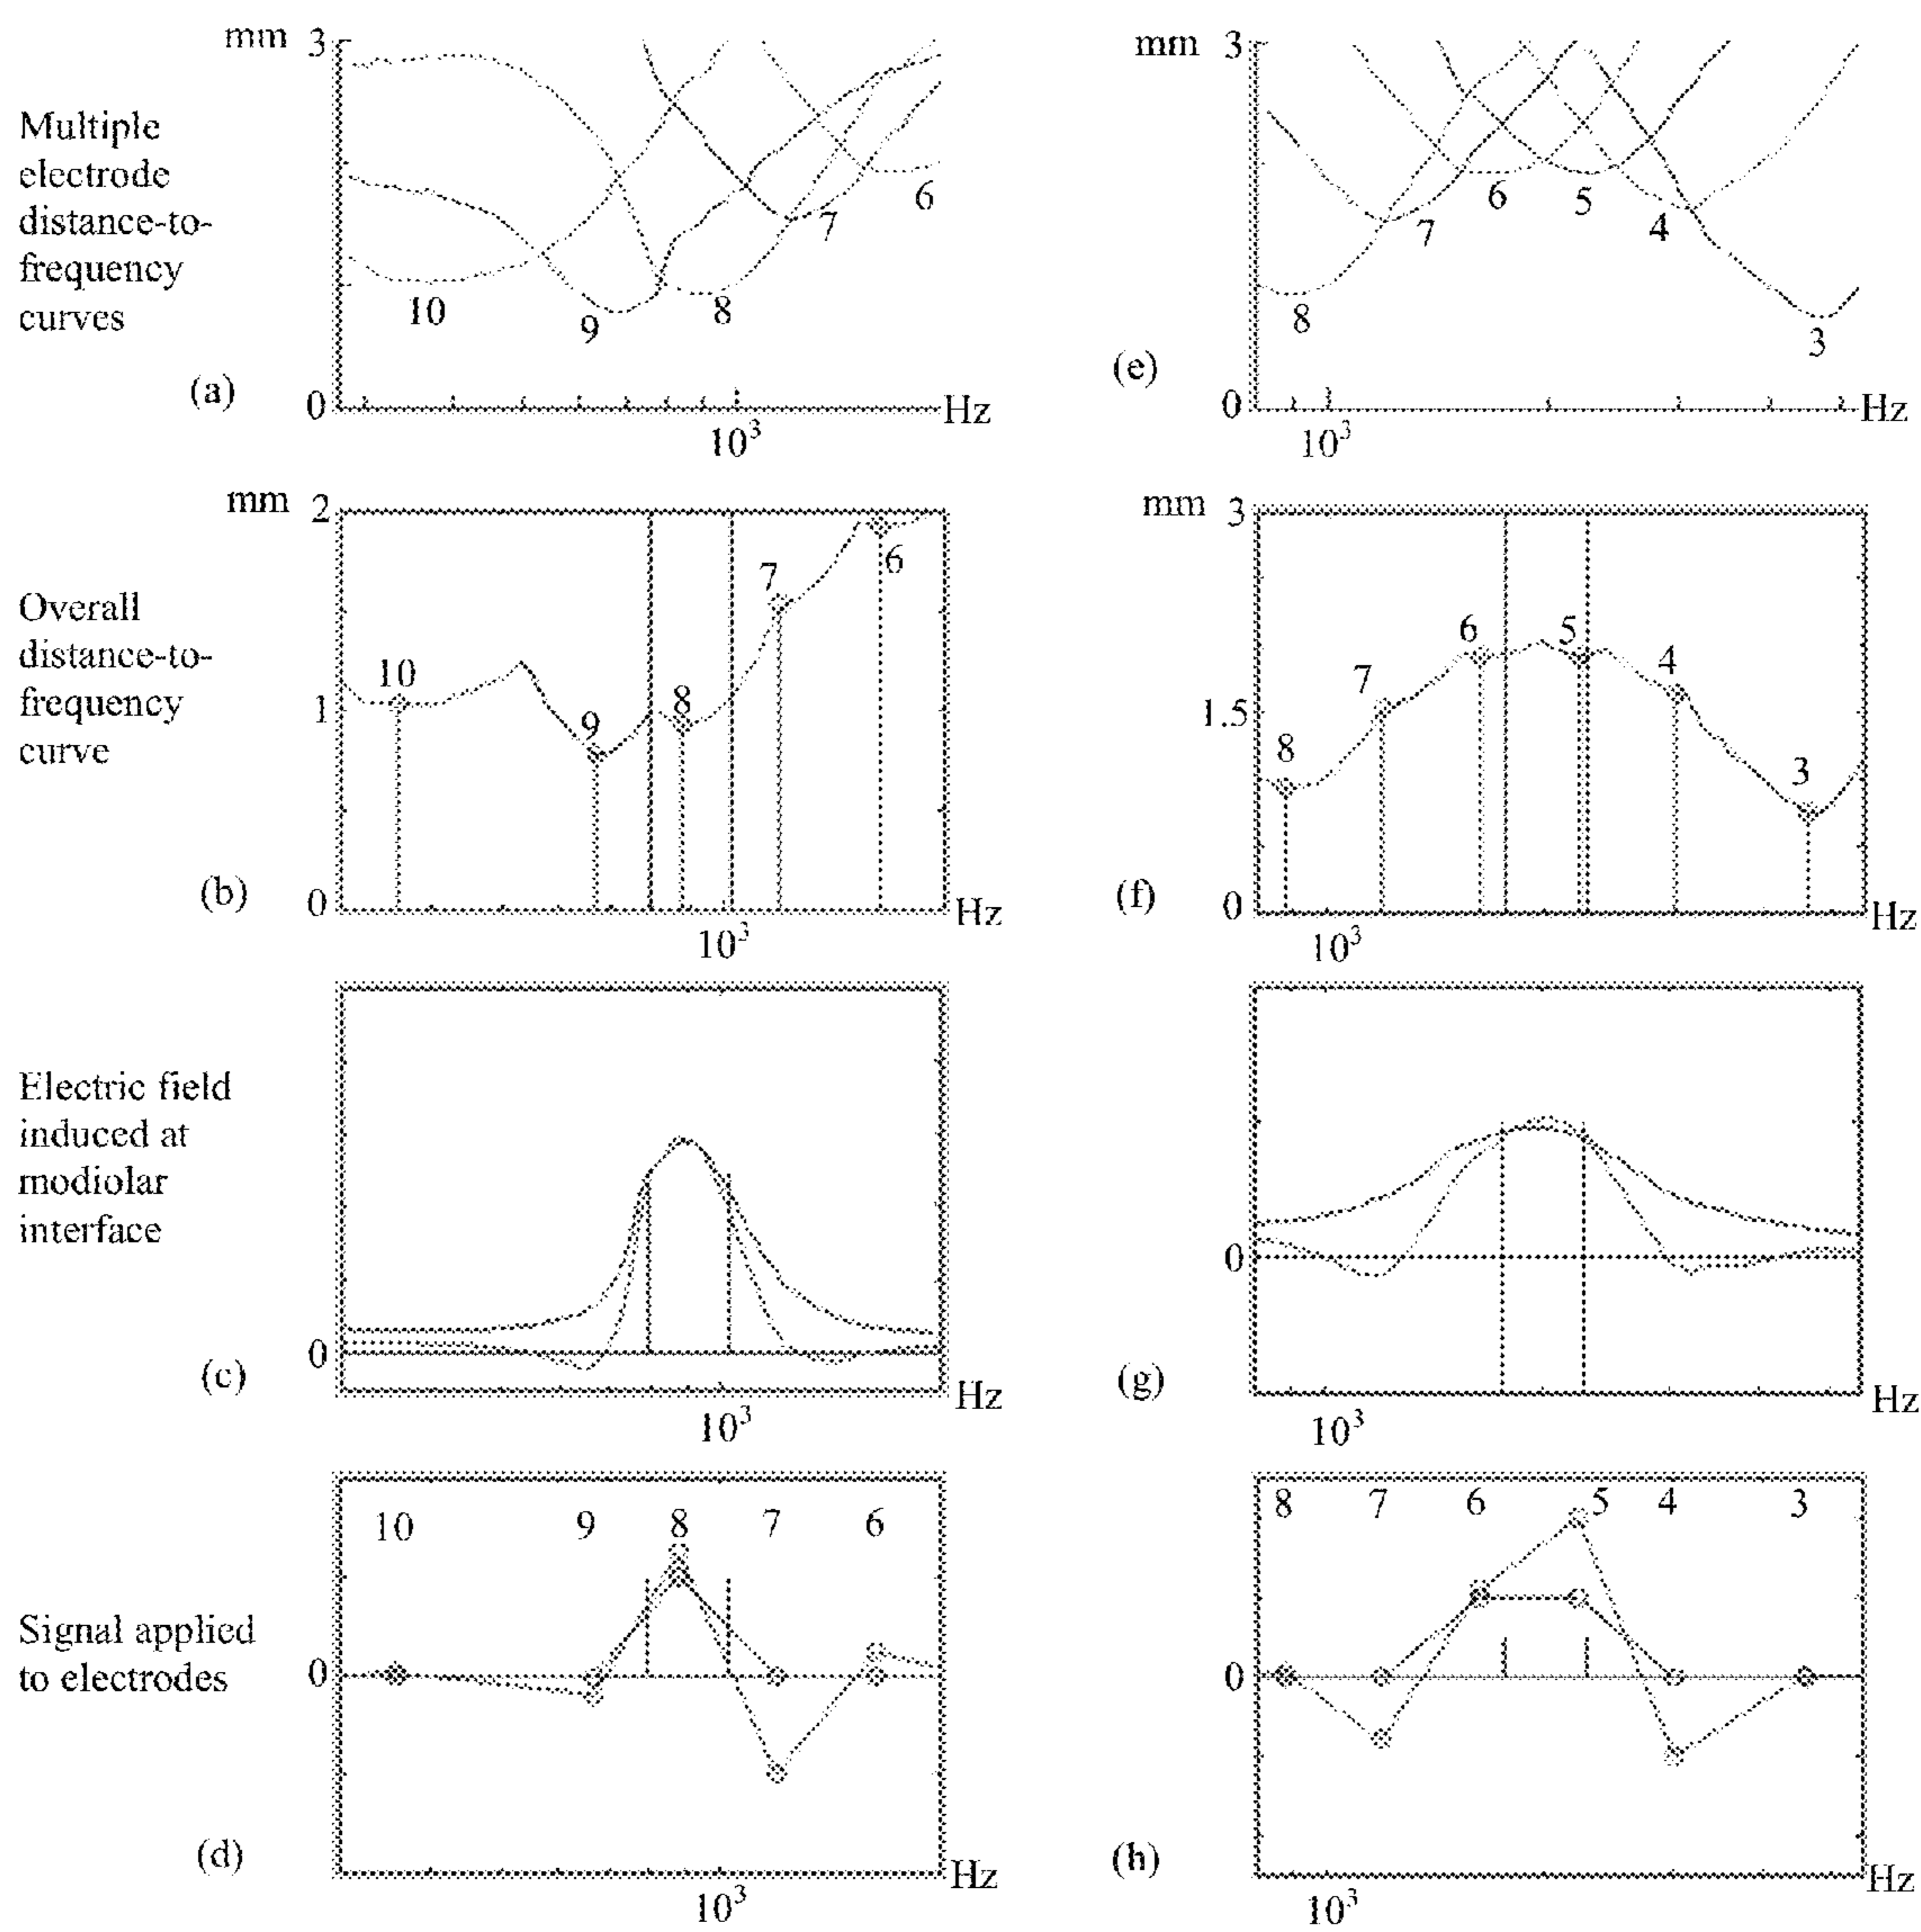 Multiple
electrode
distance-to-
frequency
curves
mm 3
10
9
8
7
6
(a)
0
Hz
10³
mm 3
8
7
6
5
4
3
(e)
0
Hz
10³
Overall
distance-to-
frequency
curve
mm 2
1
10
9
8
7
6
(b)
0
Hz
10³
mm 3
1.5
8
7
6
5
4
3
(f)
0
Hz
10³
Electric field
induced at
modiolar
interface
0
(c)
Hz
10³
0
(g)
Hz
10³
Signal applied
to electrodes
10 9 8 7 6
0
(d)
Hz
10³
8 7 6 5 4 3
0
(h)
Hz
10³